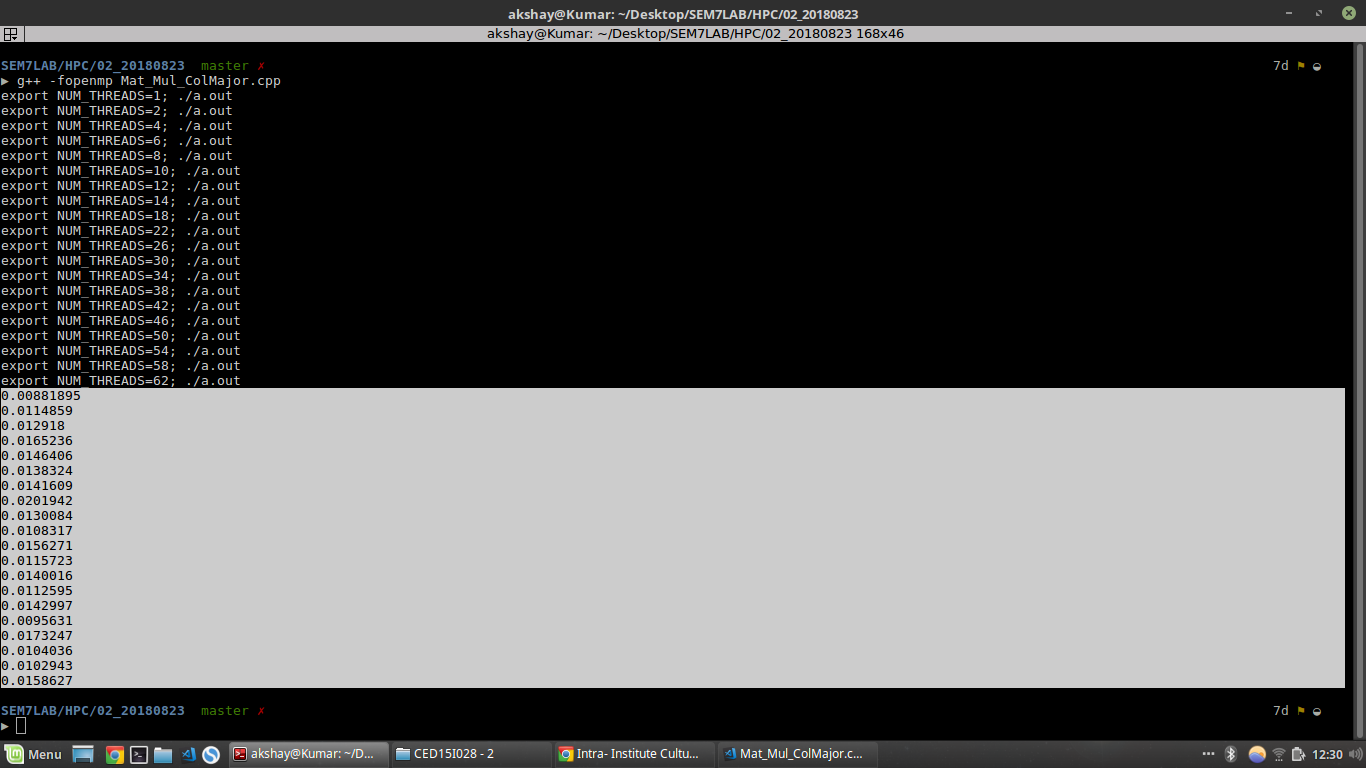 akshay@Kumar: ~/Desktop/SEM7LAB/HPC/02_20180823
akshay@Kumar: ~/Desktop/SEM7LAB/HPC/02_20180823 168x46
SEM7LAB/HPC/02_20180823 master ✗ 7d ⚑ ◒
▶ g++ -fopenmp Mat_Mul_ColMajor.cpp
export NUM_THREADS=1; ./a.out
export NUM_THREADS=2; ./a.out
export NUM_THREADS=4; ./a.out
export NUM_THREADS=6; ./a.out
export NUM_THREADS=8; ./a.out
export NUM_THREADS=10; ./a.out
export NUM_THREADS=12; ./a.out
export NUM_THREADS=14; ./a.out
export NUM_THREADS=18; ./a.out
export NUM_THREADS=22; ./a.out
export NUM_THREADS=26; ./a.out
export NUM_THREADS=30; ./a.out
export NUM_THREADS=34; ./a.out
export NUM_THREADS=38; ./a.out
export NUM_THREADS=42; ./a.out
export NUM_THREADS=46; ./a.out
export NUM_THREADS=50; ./a.out
export NUM_THREADS=54; ./a.out
export NUM_THREADS=58; ./a.out
export NUM_THREADS=62; ./a.out
0.00881895
0.0114859
0.012918
0.0165236
0.0146406
0.0138324
0.0141609
0.0201942
0.0130084
0.0108317
0.0156271
0.0115723
0.0140016
0.0112595
0.0142997
0.0095631
0.0173247
0.0104036
0.0102943
0.0158627
SEM7LAB/HPC/02_20180823 master ✗ 7d ⚑ ◒
▶
Menu akshay@Kumar: ~/D... CED15I028 - 2 Intra- Institute Cultu... Mat_Mul_ColMajor.c... 12:30